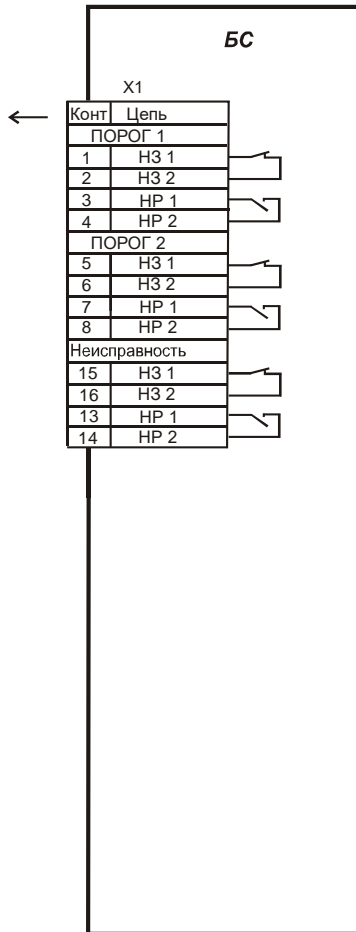 БС
X1
Конт Цепь
ПОРОГ 1
1 НЗ 1
2 НЗ 2
3 НР 1
4 НР 2
ПОРОГ 2
5 НЗ 1
6 НЗ 2
7 НР 1
8 НР 2
Неисправность
15 НЗ 1
16 НЗ 2
13 НР 1
14 НР 2